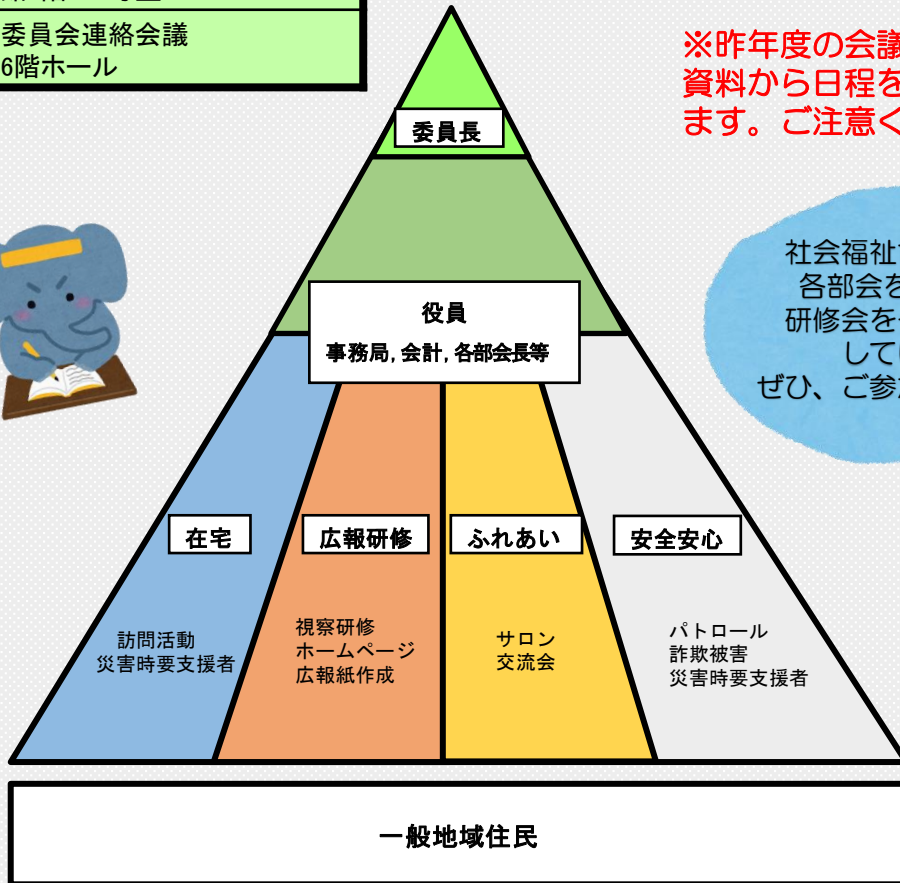 委員会連絡会議
6階ホール
※昨年度の会議
資料から日程を
ます。ご注意く
委員長
社会福祉
各部会を
研修会を
して
ぜひ、ご参
役員
事務局,会計,各部会長等
在宅
広報研修
ふれあい
安全安心
訪問活動
災害時要支援者
視察研修
ホームページ
広報紙作成
サロン
交流会
パトロール
詐欺被害
災害時要支援者
一般地域住民